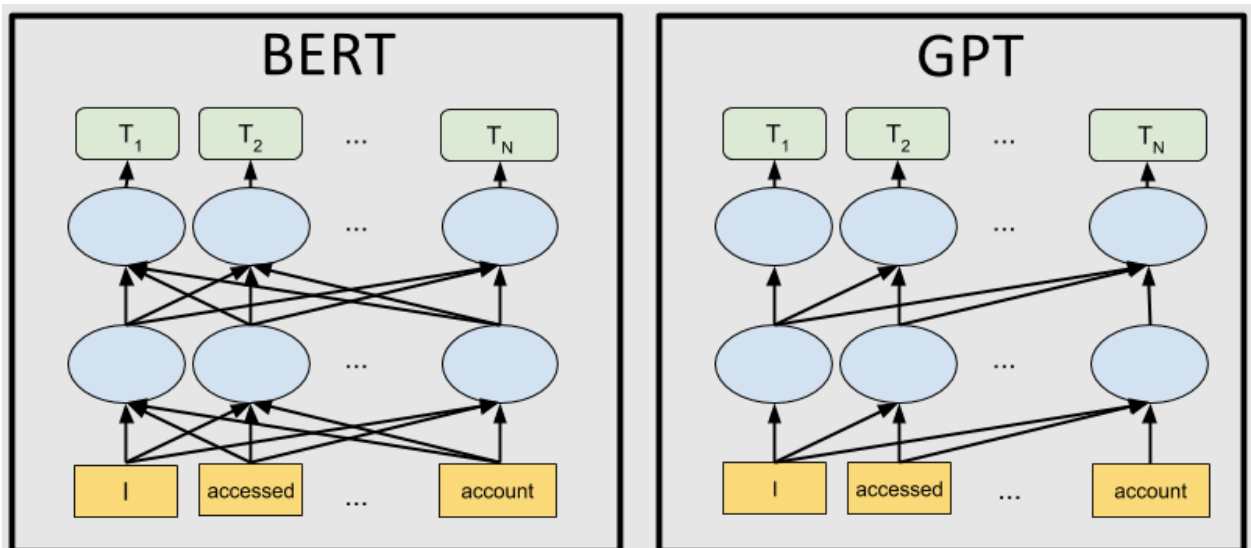 BERT
T1 T2 ... TN
...
...
I accessed ... account
GPT
T1 T2 ... TN
...
...
I accessed ... account